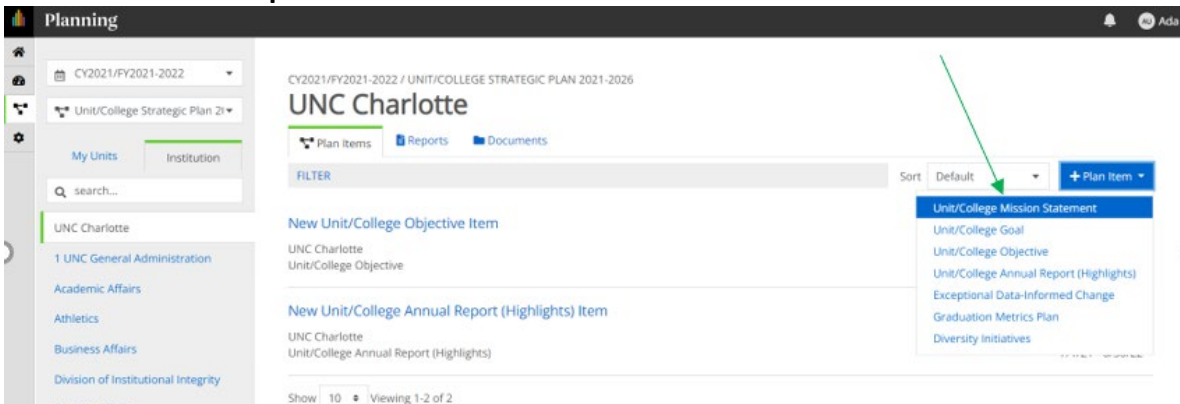 Planning
Ada
CY2021/FY2021-2022
Unit/College Strategic Plan 2
My Units
Institution
search...
UNC Charlotte
1 UNC General Administration
Academic Affairs
Athletics
Business Affairs
Division of Institutional Integrity
CY2021/FY2021-2022 / UNIT/COLLEGE STRATEGIC PLAN 2021-2026
UNC Charlotte
Plan Items
Reports
Documents
FILTER
Sort
Default
+ Plan Item
Unit/College Mission Statement
Unit/College Goal
Unit/College Objective
Unit/College Annual Report (Highlights)
Exceptional Data-Informed Change
Graduation Metrics Plan
Diversity Initiatives
New Unit/College Objective Item
UNC Charlotte
Unit/College Objective
New Unit/College Annual Report (Highlights) Item
UNC Charlotte
Unit/College Annual Report (Highlights)
Show 10 Viewing 1-2 of 2